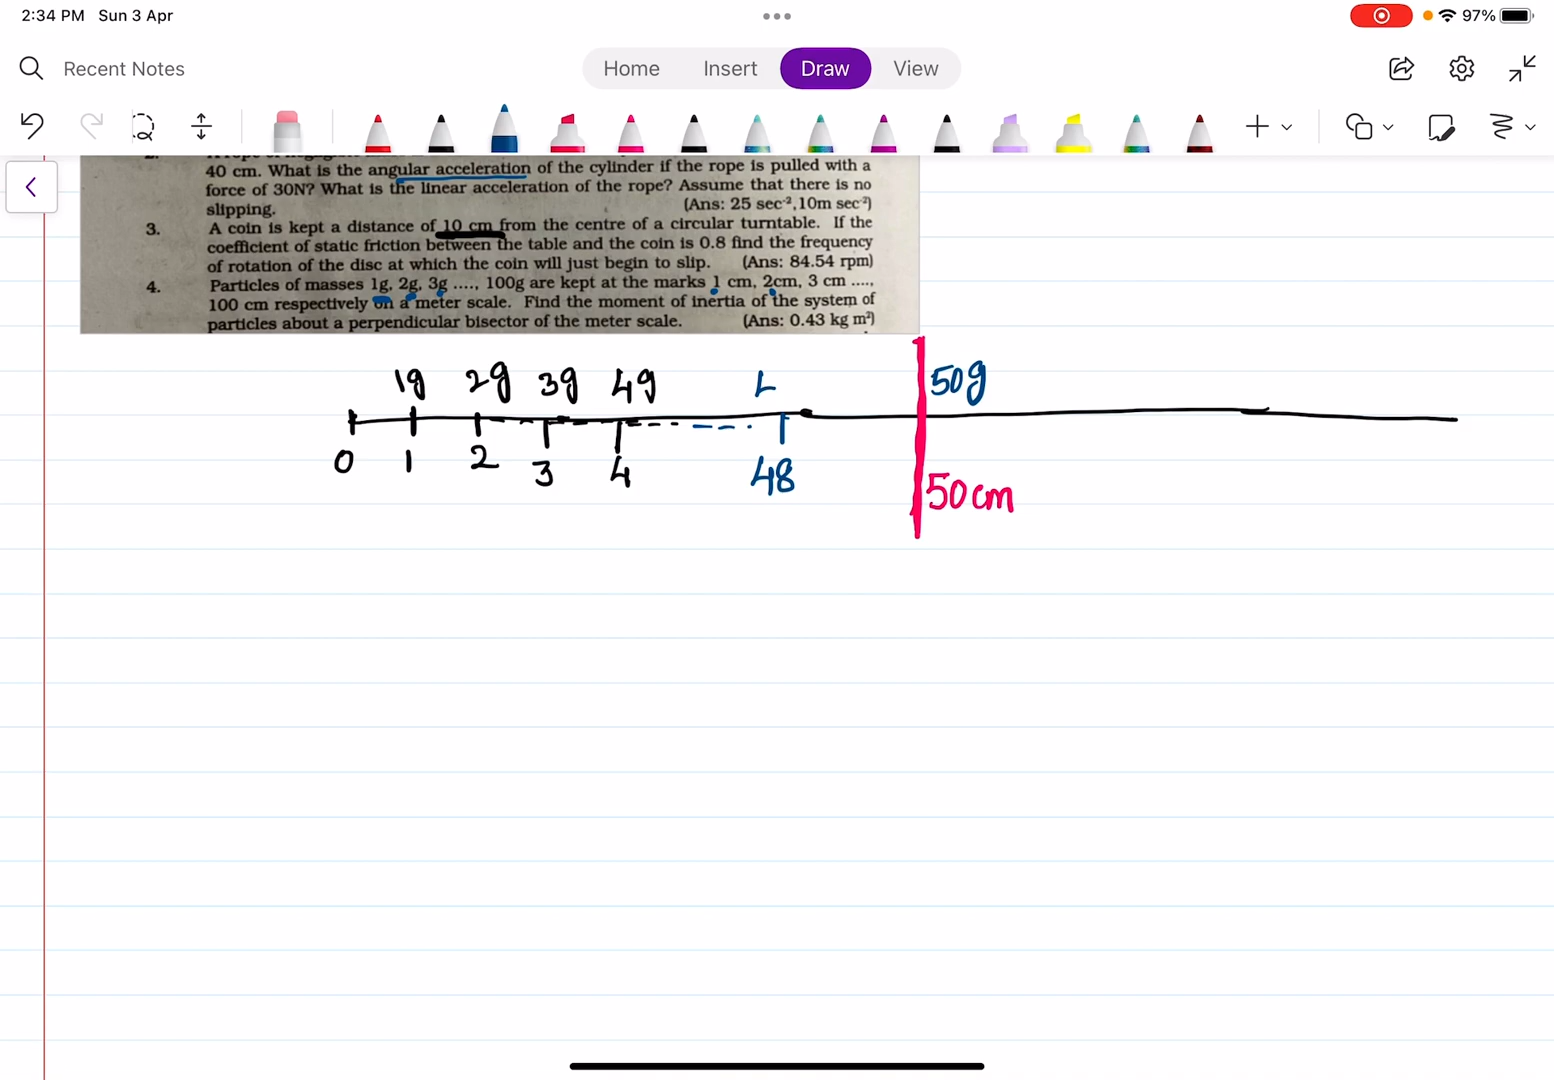 2:34 PM Sun 3 Apr
97%
Recent Notes
Home Insert Draw View
40 cm. What is the angular acceleration of the cylinder if the rope is pulled with a
force of 30N? What is the linear acceleration of the rope? Assume that there is no
slipping. (Ans: 25 sec⁻²,10m sec⁻²)
3. A coin is kept a distance of 10 cm from the centre of a circular turntable. If the
coefficient of static friction between the table and the coin is 0.8 find the frequency
of rotation of the disc at which the coin will just begin to slip. (Ans: 84.54 rpm)
4. Particles of masses 1g, 2g, 3g ...., 100g are kept at the marks 1 cm, 2cm, 3 cm ....,
100 cm respectively on a meter scale. Find the moment of inertia of the system of
particles about a perpendicular bisector of the meter scale. (Ans: 0.43 kg m²)
1g 2g 3g 4g 50g
0 1 2 3 4 48 50cm